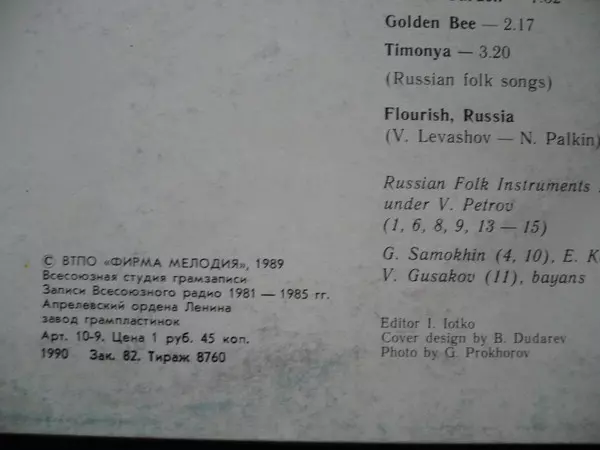 Golden Bee — 2.17
Timonya — 3.20
(Russian folk songs)
Flourish, Russia
(V. Levashov — N. Palkin)
Russian Folk Instruments
under V. Petrov
(1, 6, 8, 9, 13 — 15)
G. Samokhin (4, 10), E. K
V. Gusakov (11), bayans
© ВТПО «ФИРМА МЕЛОДИЯ», 1989
Всесоюзная студия грамзаписи
Записи Всесоюзного радио 1981 — 1985 гг.
Апрелевский ордена Ленина
завод грампластинок
Арт. 10-9. Цена 1 руб. 45 коп.
1990 Зак. 82. Тираж 8760
Editor I. Iotko
Cover design by B. Dudarev
Photo by G. Prokhorov